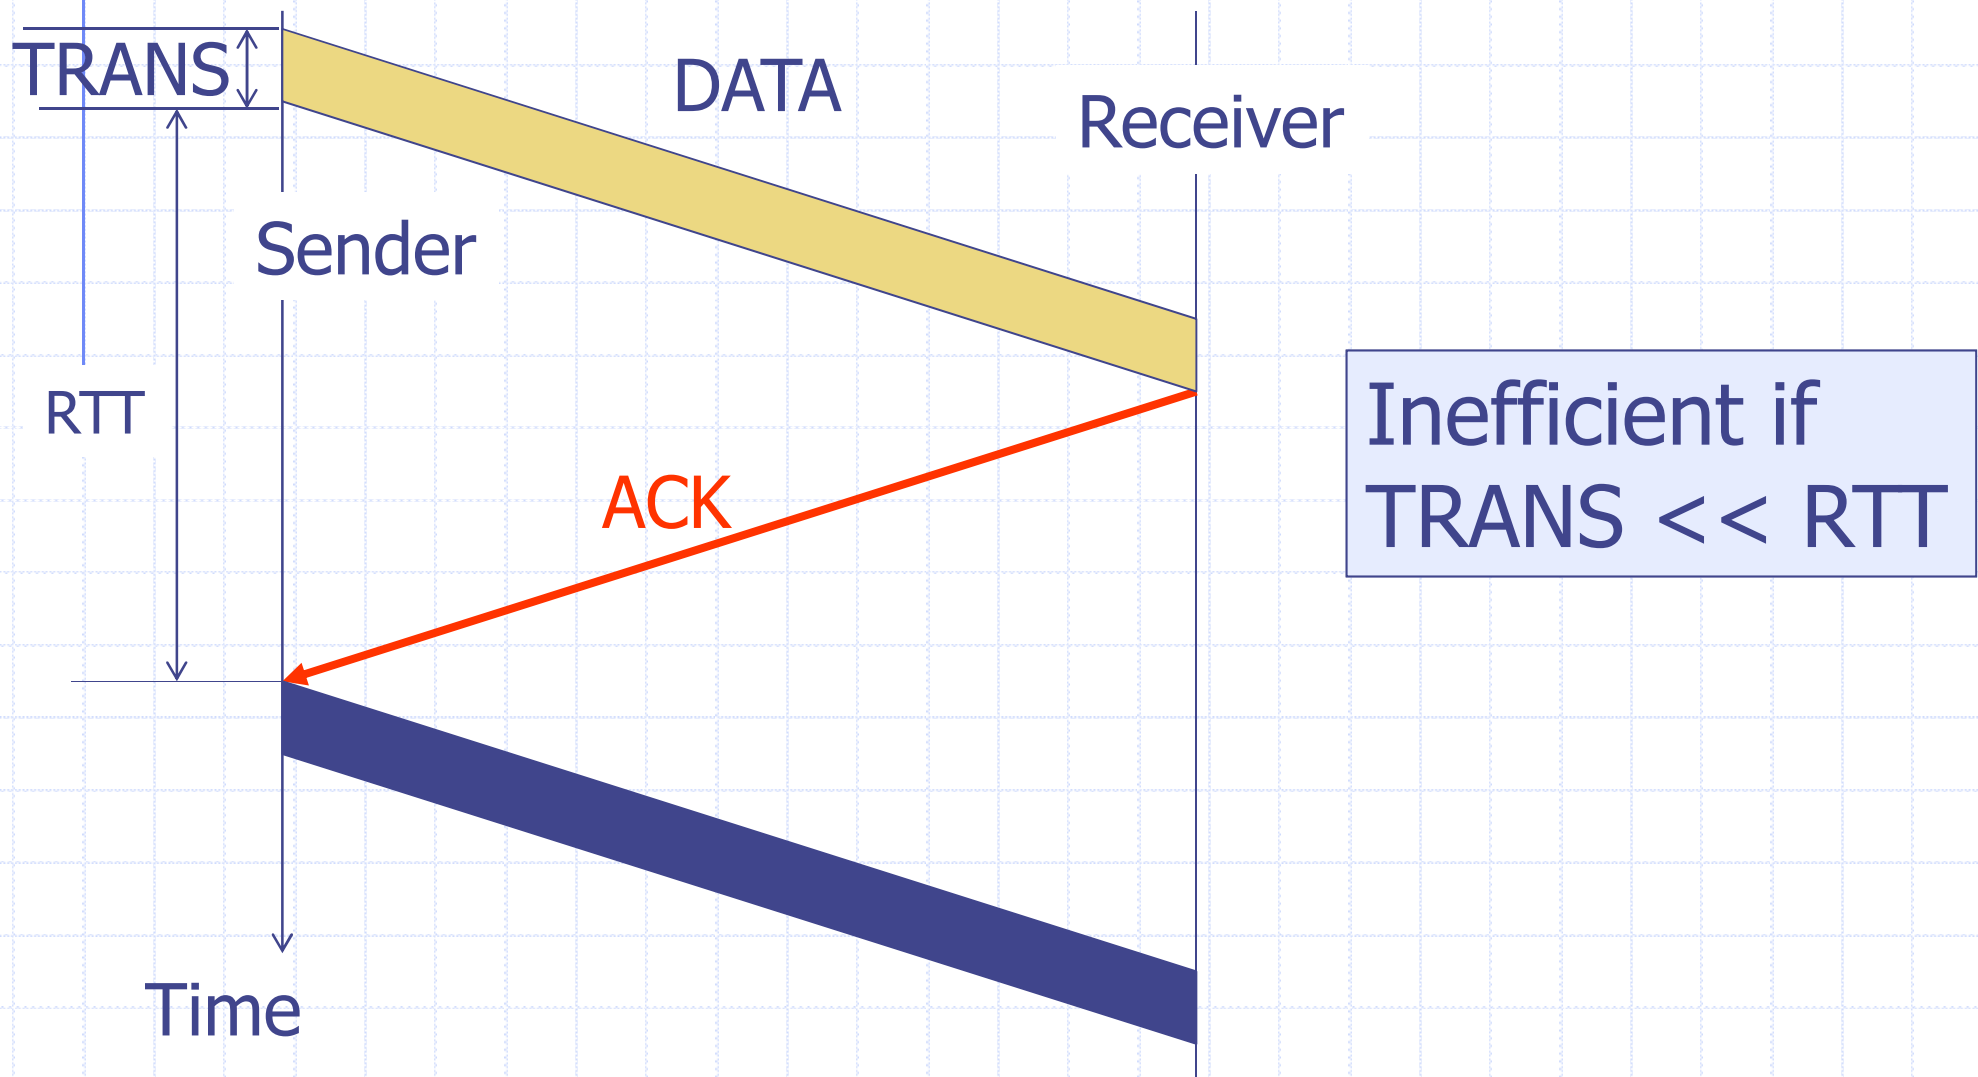 TRANS
DATA
Receiver
Sender
RTT
Inefficient if
TRANS << RTT
ACK
Time